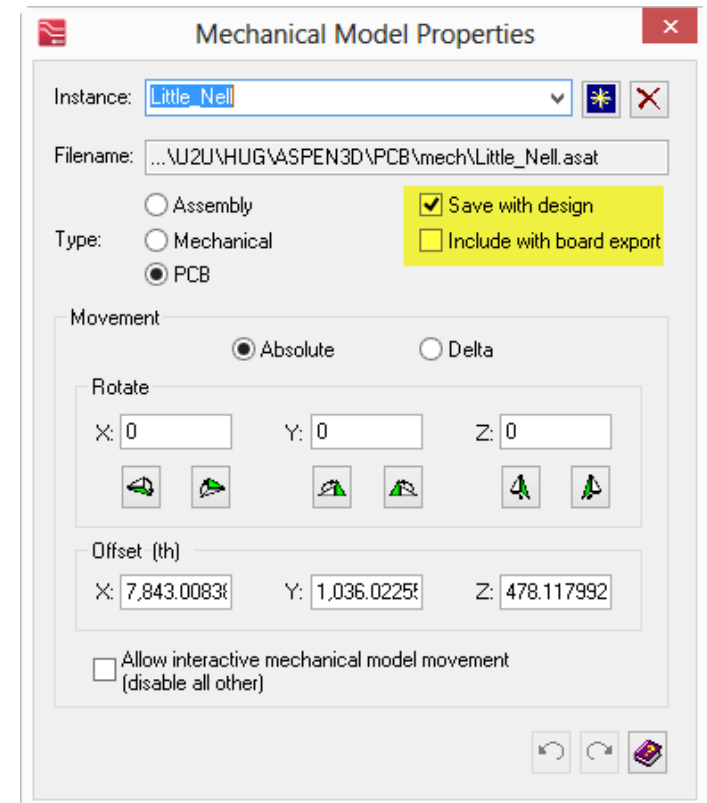 Mechanical Model Properties
Instance: Little_Nell
Filename: ...\U2U\HUG\ASPEN3D\PCB\mech\Little_Nell.asat
Assembly Save with design
Type: Mechanical Include with board export
PCB
Movement
Absolute Delta
Rotate
X: 0 Y: 0 Z: 0
Offset (th)
X: 7,843.00838 Y: 1,036.02255 Z: 478.117992
Allow interactive mechanical model movement
(disable all other)